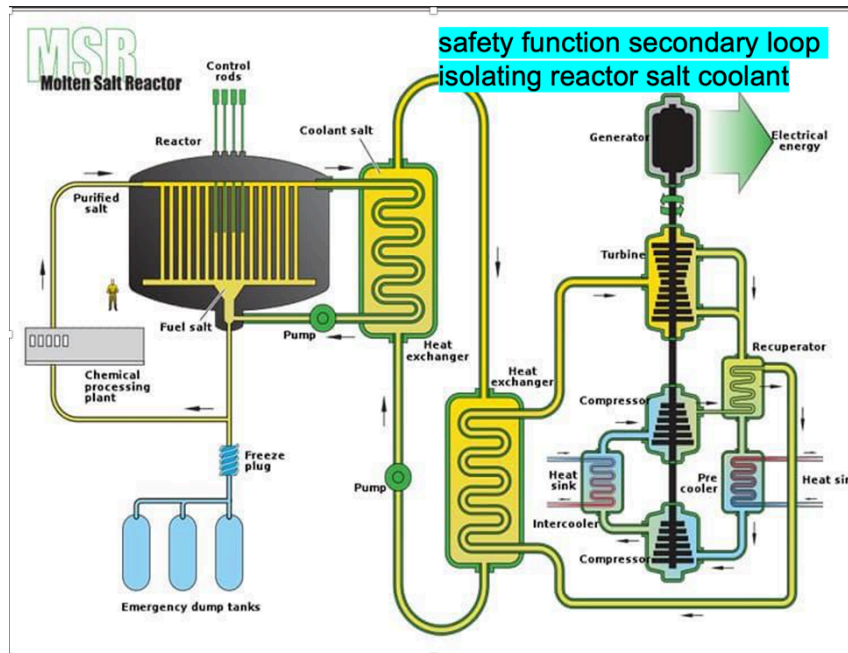 MSR
Molten Salt Reactor
safety function secondary loop
isolating reactor salt coolant
Control
rods
Reactor
Coolant salt
Generator
Electrical
energy
Purified
salt
Turbine
Fuel salt
Pump
Heat
exchanger
Chemical
processing
plant
Heat
exchanger
Recuperator
Compressor
Freeze
plug
Pump
Heat
sink
Pre
cooler
Heat sin
Intercooler
Compressor
Emergency dump tanks